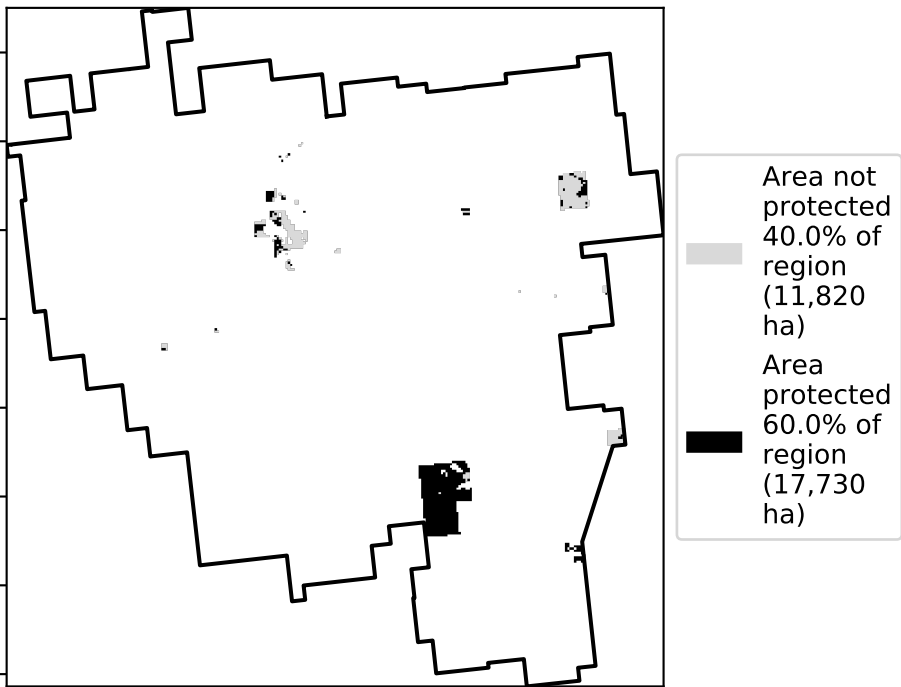 Area not
protected
40.0% of
region
(11,820
ha)
Area
protected
60.0% of
region
(17,730
ha)